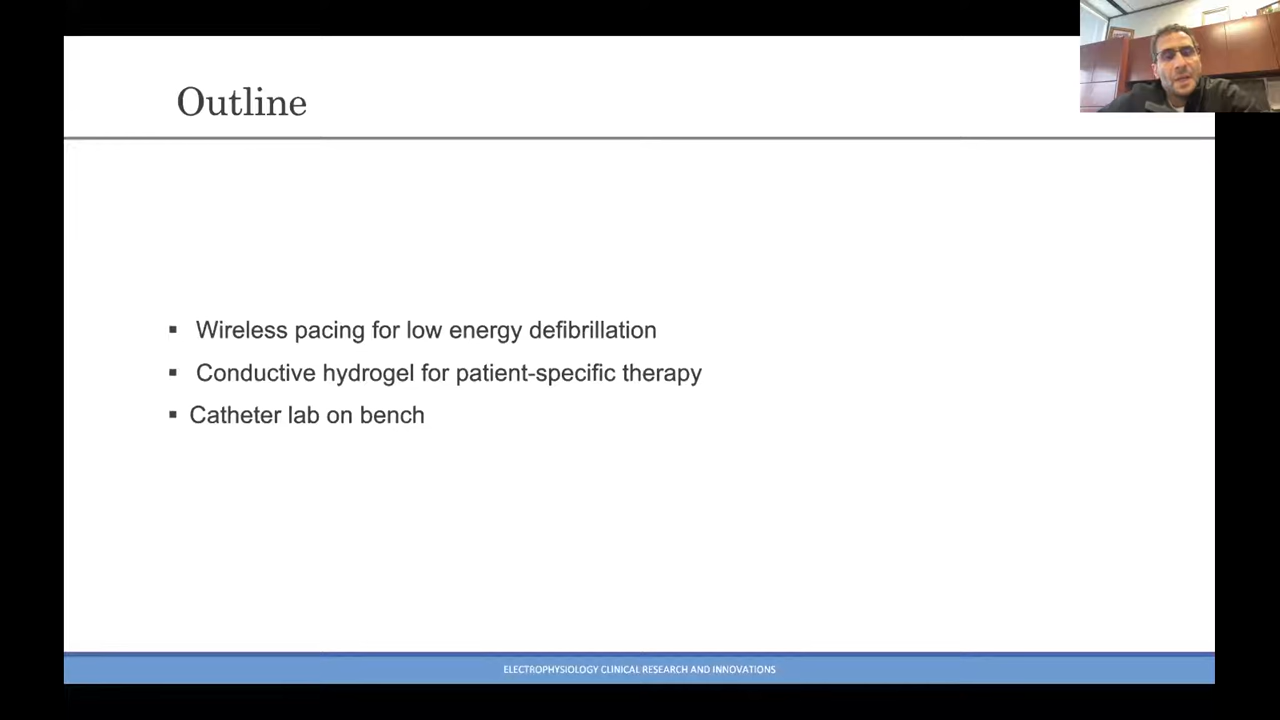 Outline
▪ Wireless pacing for low energy defibrillation
▪ Conductive hydrogel for patient-specific therapy
▪ Catheter lab on bench
ELECTROPHYSIOLOGY CLINICAL RESEARCH AND INNOVATIONS